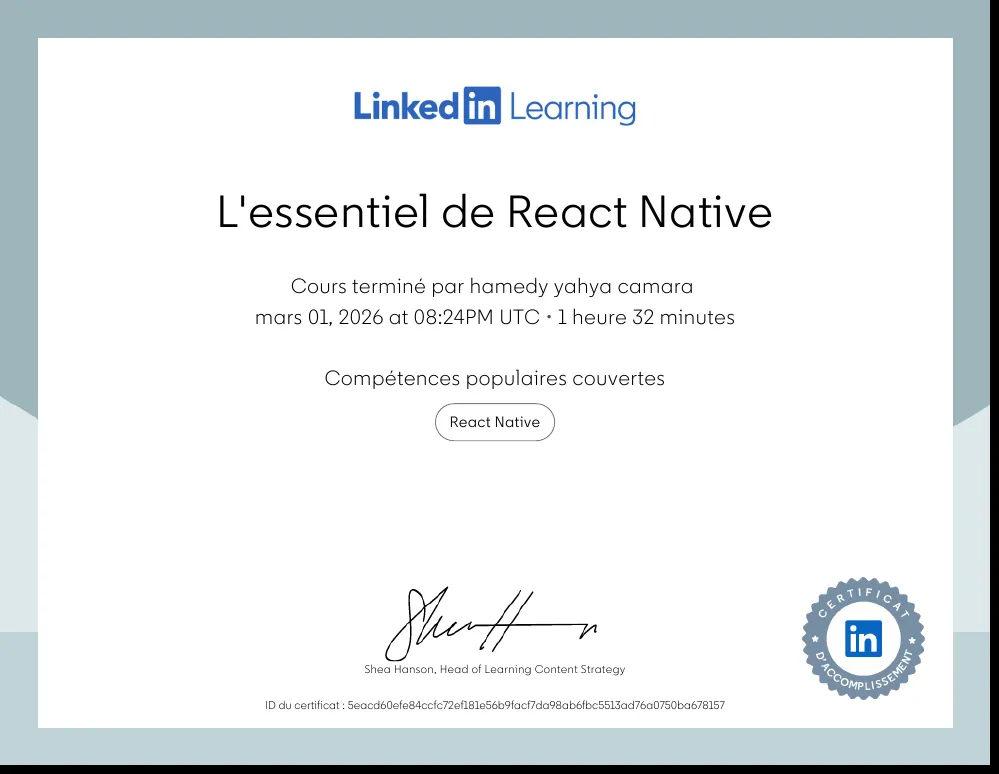 Linkedin Learning
L'essentiel de React Native
Cours terminé par hamedy yahya camara
mars 01, 2026 at 08:24PM UTC • 1 heure 32 minutes
Compétences populaires couvertes
React Native
Shea Hanson, Head of Learning Content Strategy
CERTIFICAT
in
D'ACCOMPLISSEMENT
ID du certificat : 5eacd60efe84ccfc72ef181e56b9facf7da98ab6fbc5513ad76a0750ba678157